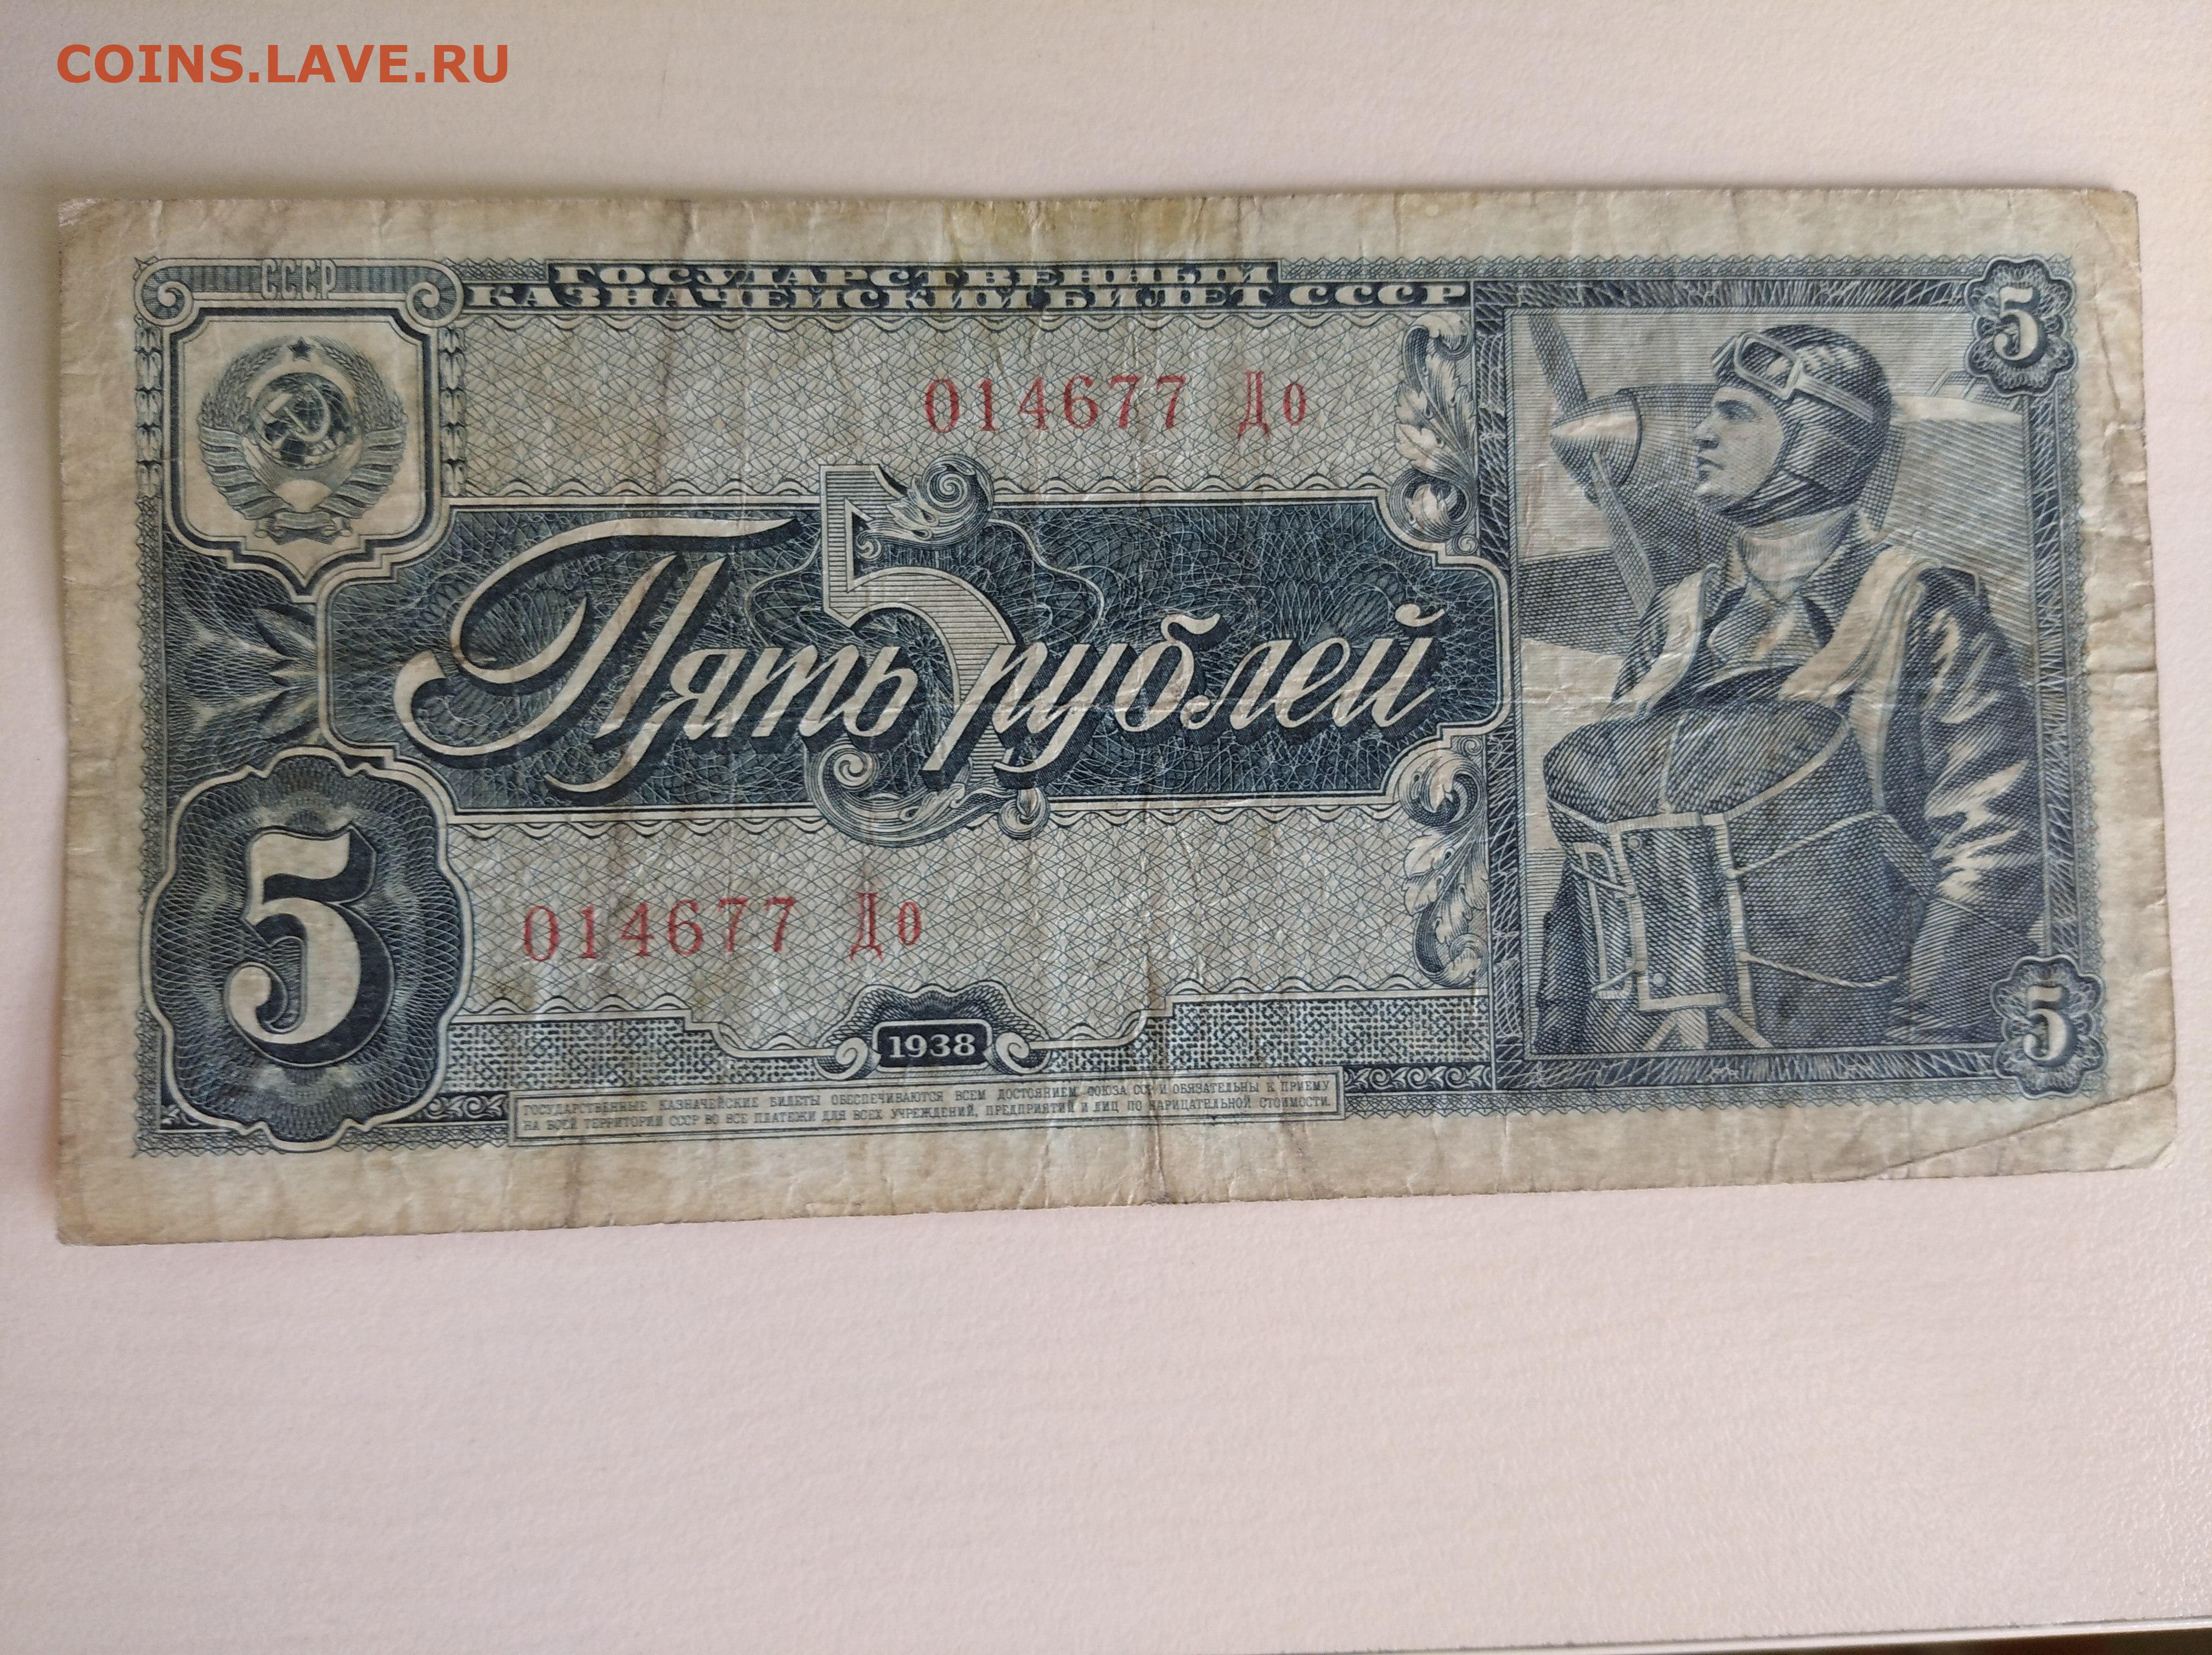 COINS.LAVE.RU
СССР
ГОСУДАРСТВЕННЫЙ
КАЗНАЧЕЙСКИЙ БИЛЕТ СССР
5
014677 До
5
Пять рублей
5
014677 До
1938
5
ГОСУДАРСТВЕННЫЕ КАЗНАЧЕЙСКИЕ БИЛЕТЫ ОБЕСПЕЧИВАЮТСЯ ВСЕМ ДОСТОЯНИЕМ СОЮЗА ССР И ОБЯЗАТЕЛЬНЫ К ПРИЕМУ
НА ВСЕЙ ТЕРРИТОРИИ СССР ВО ВСЕ ПЛАТЕЖИ ДЛЯ ВСЕХ УЧРЕЖДЕНИЙ, ПРЕДПРИЯТИЙ И ЛИЦ ПО НАРИЦАТЕЛЬНОЙ СТОИМОСТИ.